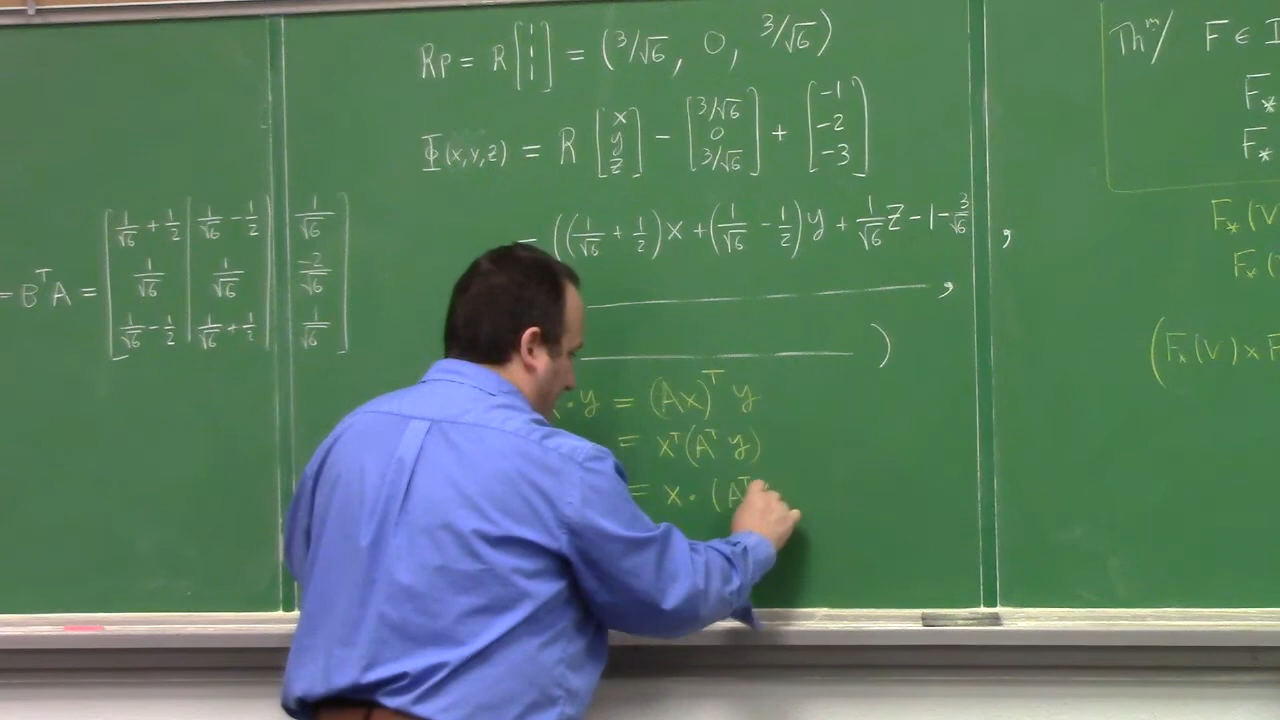 = BᵀA = [ 1/√6 + 1/2 | 1/√6 − 1/2 | 1/√6 ]
[ 1/√6 | 1/√6 | −2/√6 ]
[ 1/√6 − 1/2 | 1/√6 + 1/2 | 1/√6 ]
Rp = R [ 1 1 1 ] = (3/√6, 0, 3/√6)
Φ(x,y,z) = R [ x y z ] − [ 3/√6 0 3/√6 ] + [ −1 −2 −3 ]
= ((1/√6 + 1/2)x + (1/√6 − 1/2)y + 1/√6 z − 1 − 3/√6 ,
,
)
· y = (Ax)ᵀ y
= xᵀ(Aᵀ y)
= x · (Aᵀ
Thᵐ/ F ∈ I
F*
F*
F*(V
F*(
(F*(V) × F